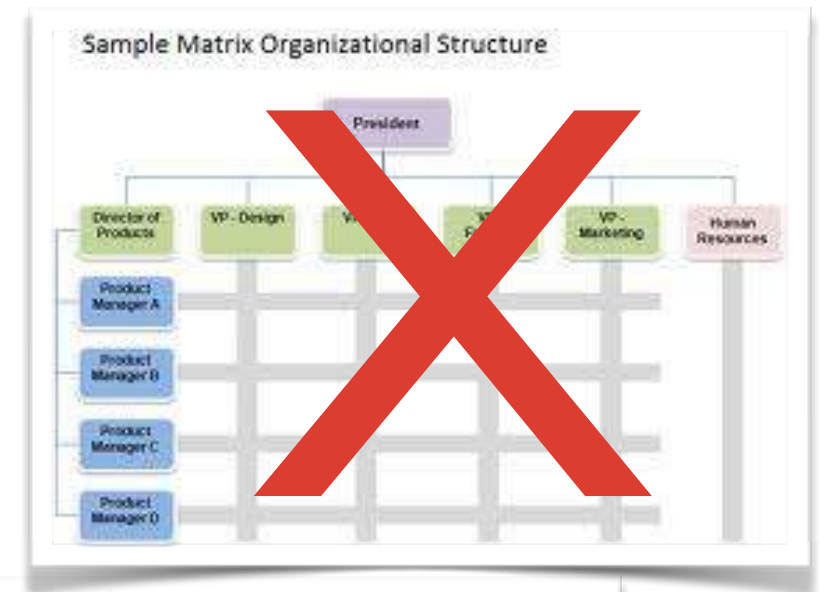 Sample Matrix Organizational Structure
President
Director of
Products
VP - Design
VP -
Marketing
Human
Resources
Product
Manager A
Product
Manager B
Product
Manager C
Product
Manager D